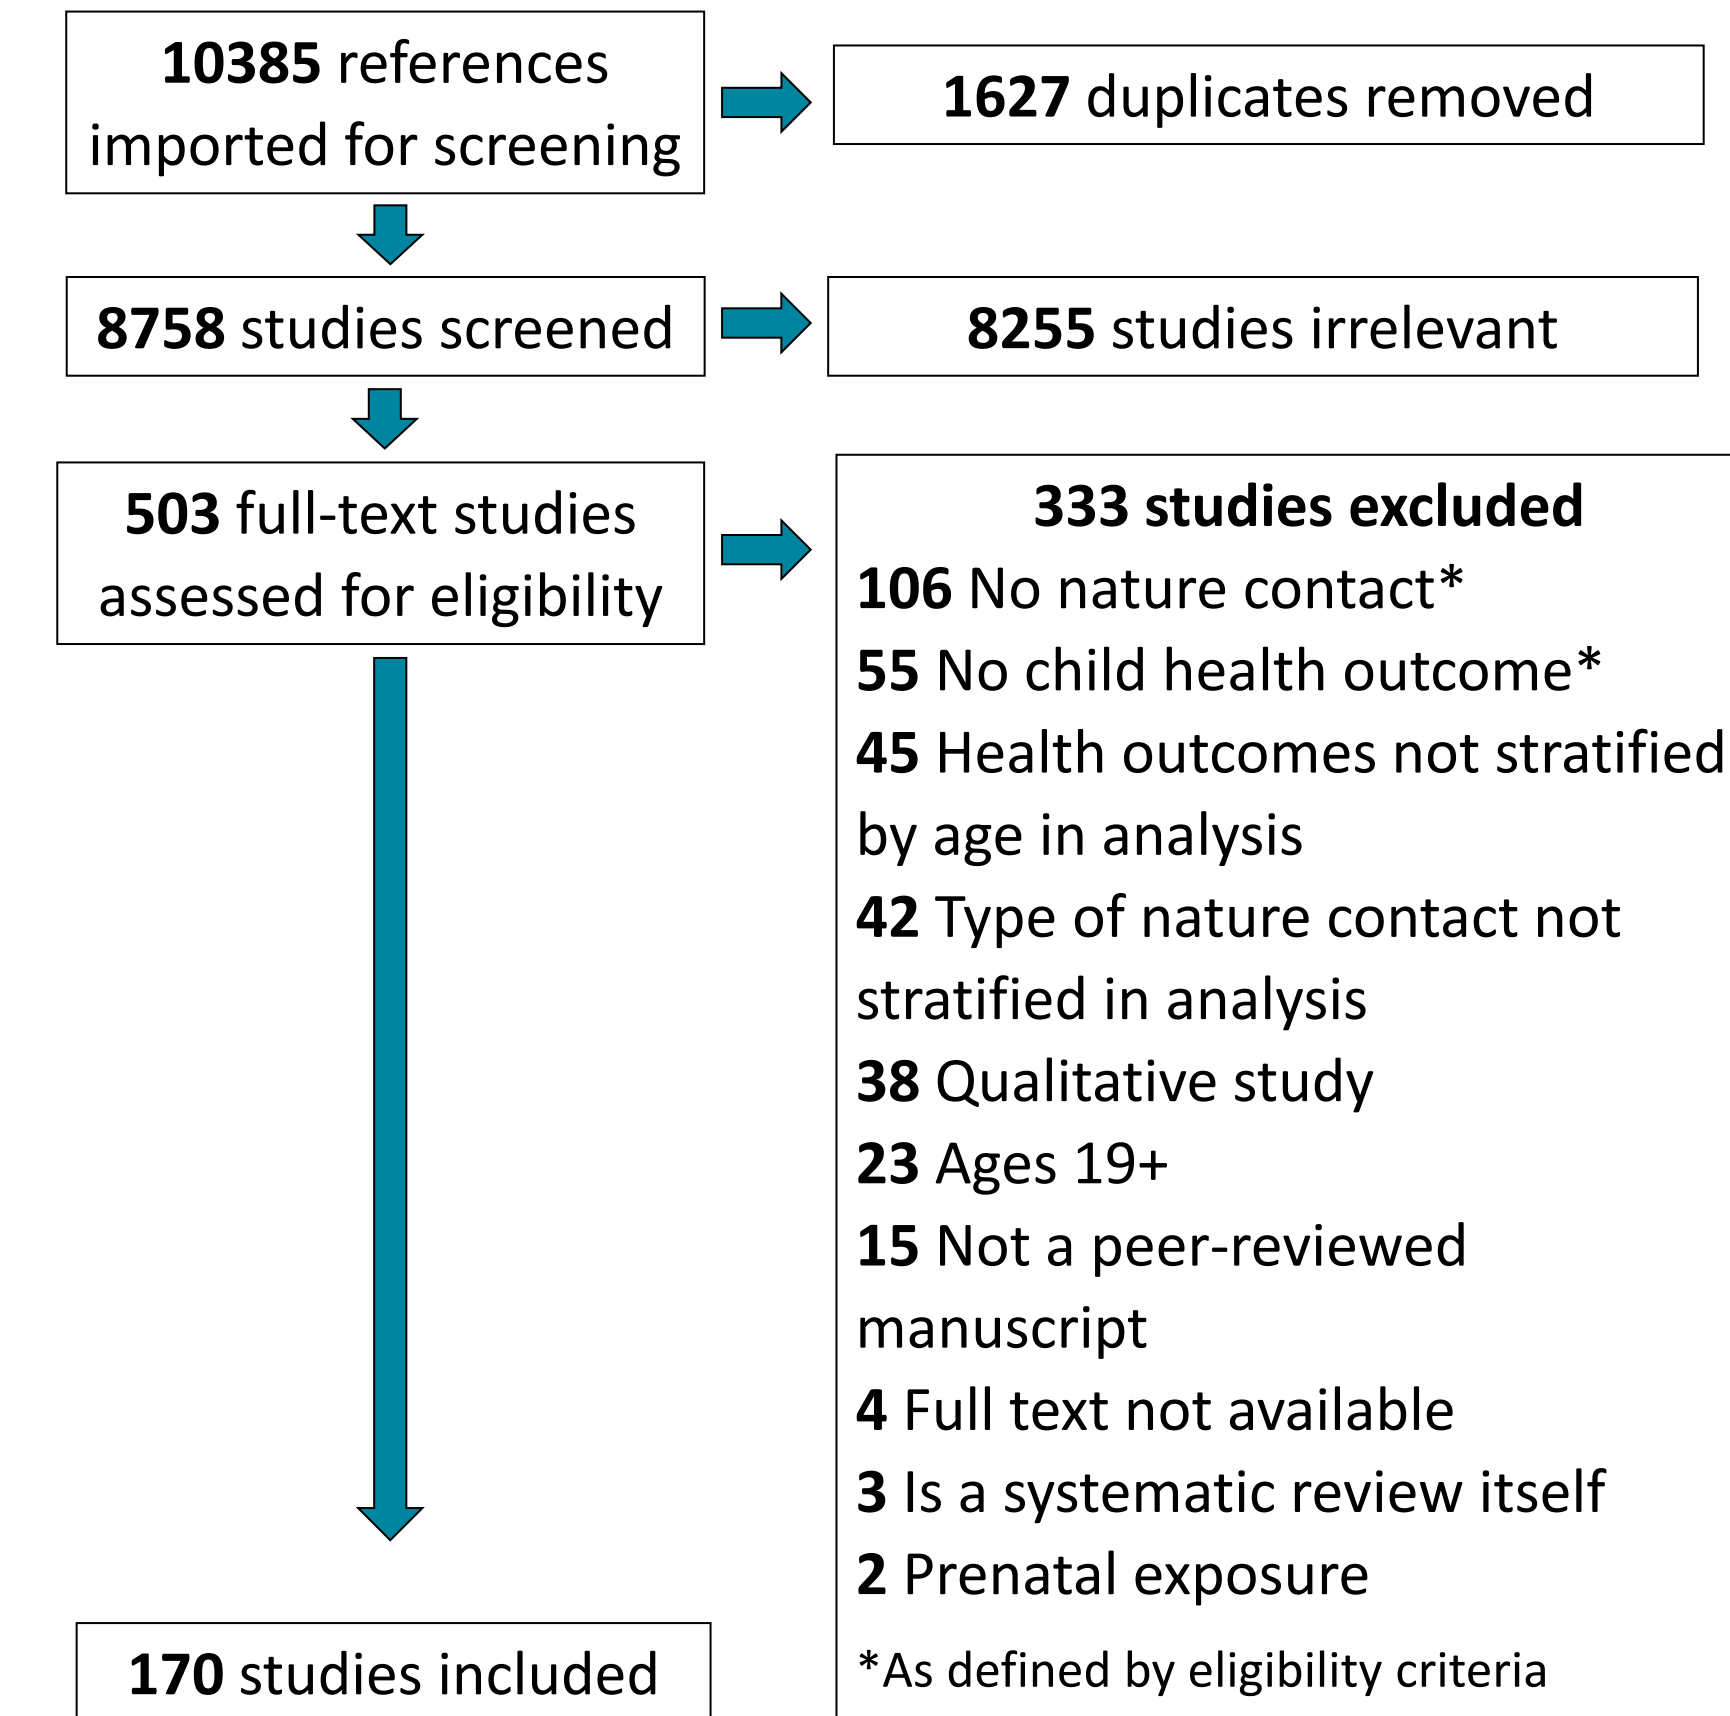 10385 references
imported for screening
1627 duplicates removed
8758 studies screened
8255 studies irrelevant
503 full-text studies
assessed for eligibility
333 studies excluded
106 No nature contact*
55 No child health outcome*
45 Health outcomes not stratified
by age in analysis
42 Type of nature contact not
stratified in analysis
38 Qualitative study
23 Ages 19+
15 Not a peer-reviewed
manuscript
4 Full text not available
3 Is a systematic review itself
2 Prenatal exposure
*As defined by eligibility criteria
170 studies included